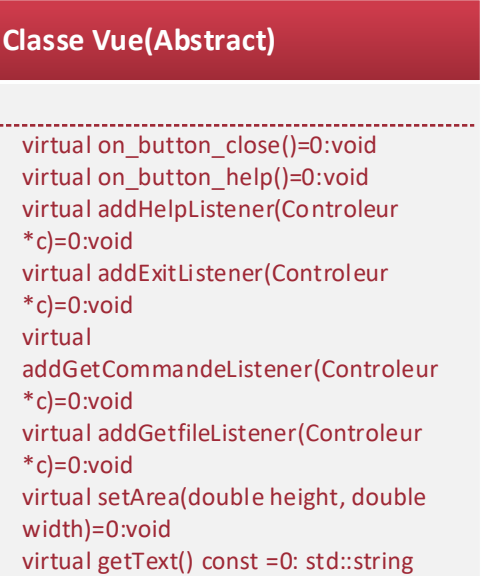 Classe Vue(Abstract)
virtual on_button_close()=0:void
virtual on_button_help()=0:void
virtual addHelpListener(Controleur
*c)=0:void
virtual addExitListener(Controleur
*c)=0:void
virtual
addGetCommandeListener(Controleur
*c)=0:void
virtual addGetfileListener(Controleur
*c)=0:void
virtual setArea(double height, double
width)=0:void
virtual getText() const =0: std::string